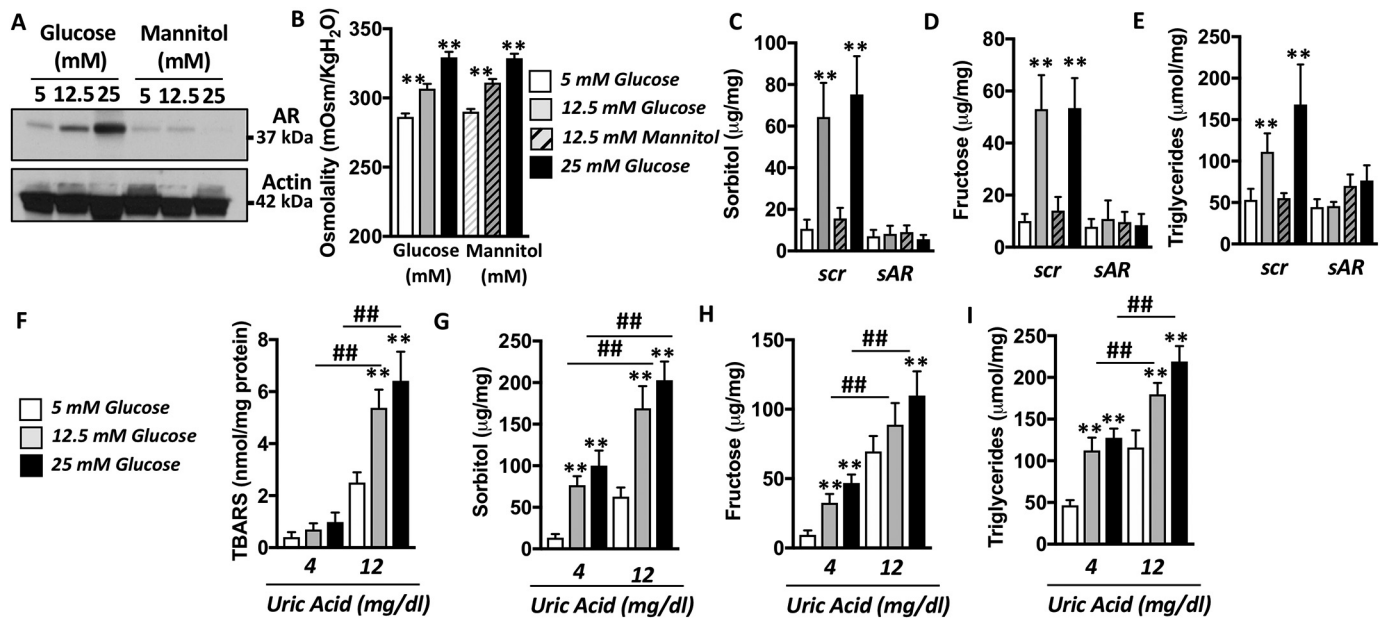 A
Glucose
(mM)
Mannitol
(mM)
5 12.5 25 5 12.5 25
AR
37 kDa
Actin
42 kDa
B
Osmolality (mOsm/KgH2O)
350
300
250
200
** ** ** **
Glucose
(mM)
Mannitol
(mM)
5 mM Glucose
12.5 mM Glucose
12.5 mM Mannitol
25 mM Glucose
C
Sorbitol (μg/mg)
100
80
60
40
20
0
** **
scr sAR
D
Fructose (μg/mg)
80
60
40
20
0
** **
scr sAR
E
Triglycerides (μmol/mg)
250
200
150
100
50
0
** **
scr sAR
F
5 mM Glucose
12.5 mM Glucose
25 mM Glucose
TBARS (nmol/mg protein)
8
6
4
2
0
##
##
** **
4 12
Uric Acid (mg/dl)
G
Sorbitol (μg/mg)
250
200
150
100
50
0
##
##
** ** ** **
4 12
Uric Acid (mg/dl)
H
Fructose (μg/mg)
150
100
50
0
##
##
** ** **
4 12
Uric Acid (mg/dl)
I
Triglycerides (μmol/mg)
250
200
150
100
50
0
##
##
** ** ** **
4 12
Uric Acid (mg/dl)